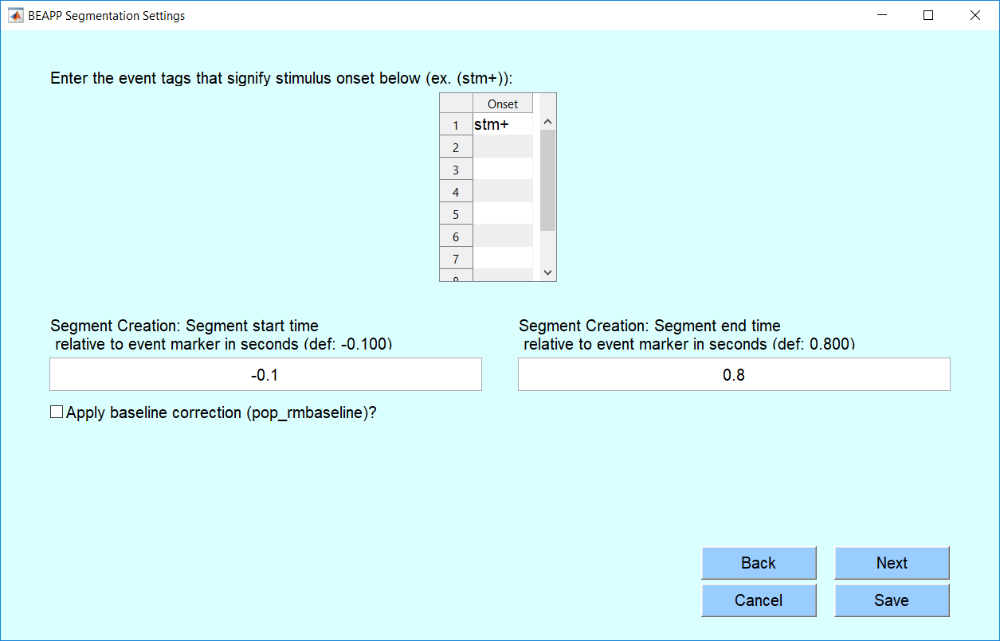 BEAPP Segmentation Settings
Enter the event tags that signify stimulus onset below (ex. (stm+)):
Onset
1 stm+
2
3
4
5
6
7
8
Segment Creation: Segment start time
relative to event marker in seconds (def: -0.100)
Segment Creation: Segment end time
relative to event marker in seconds (def: 0.800)
-0.1
0.8
Apply baseline correction (pop_rmbaseline)?
Back
Next
Cancel
Save